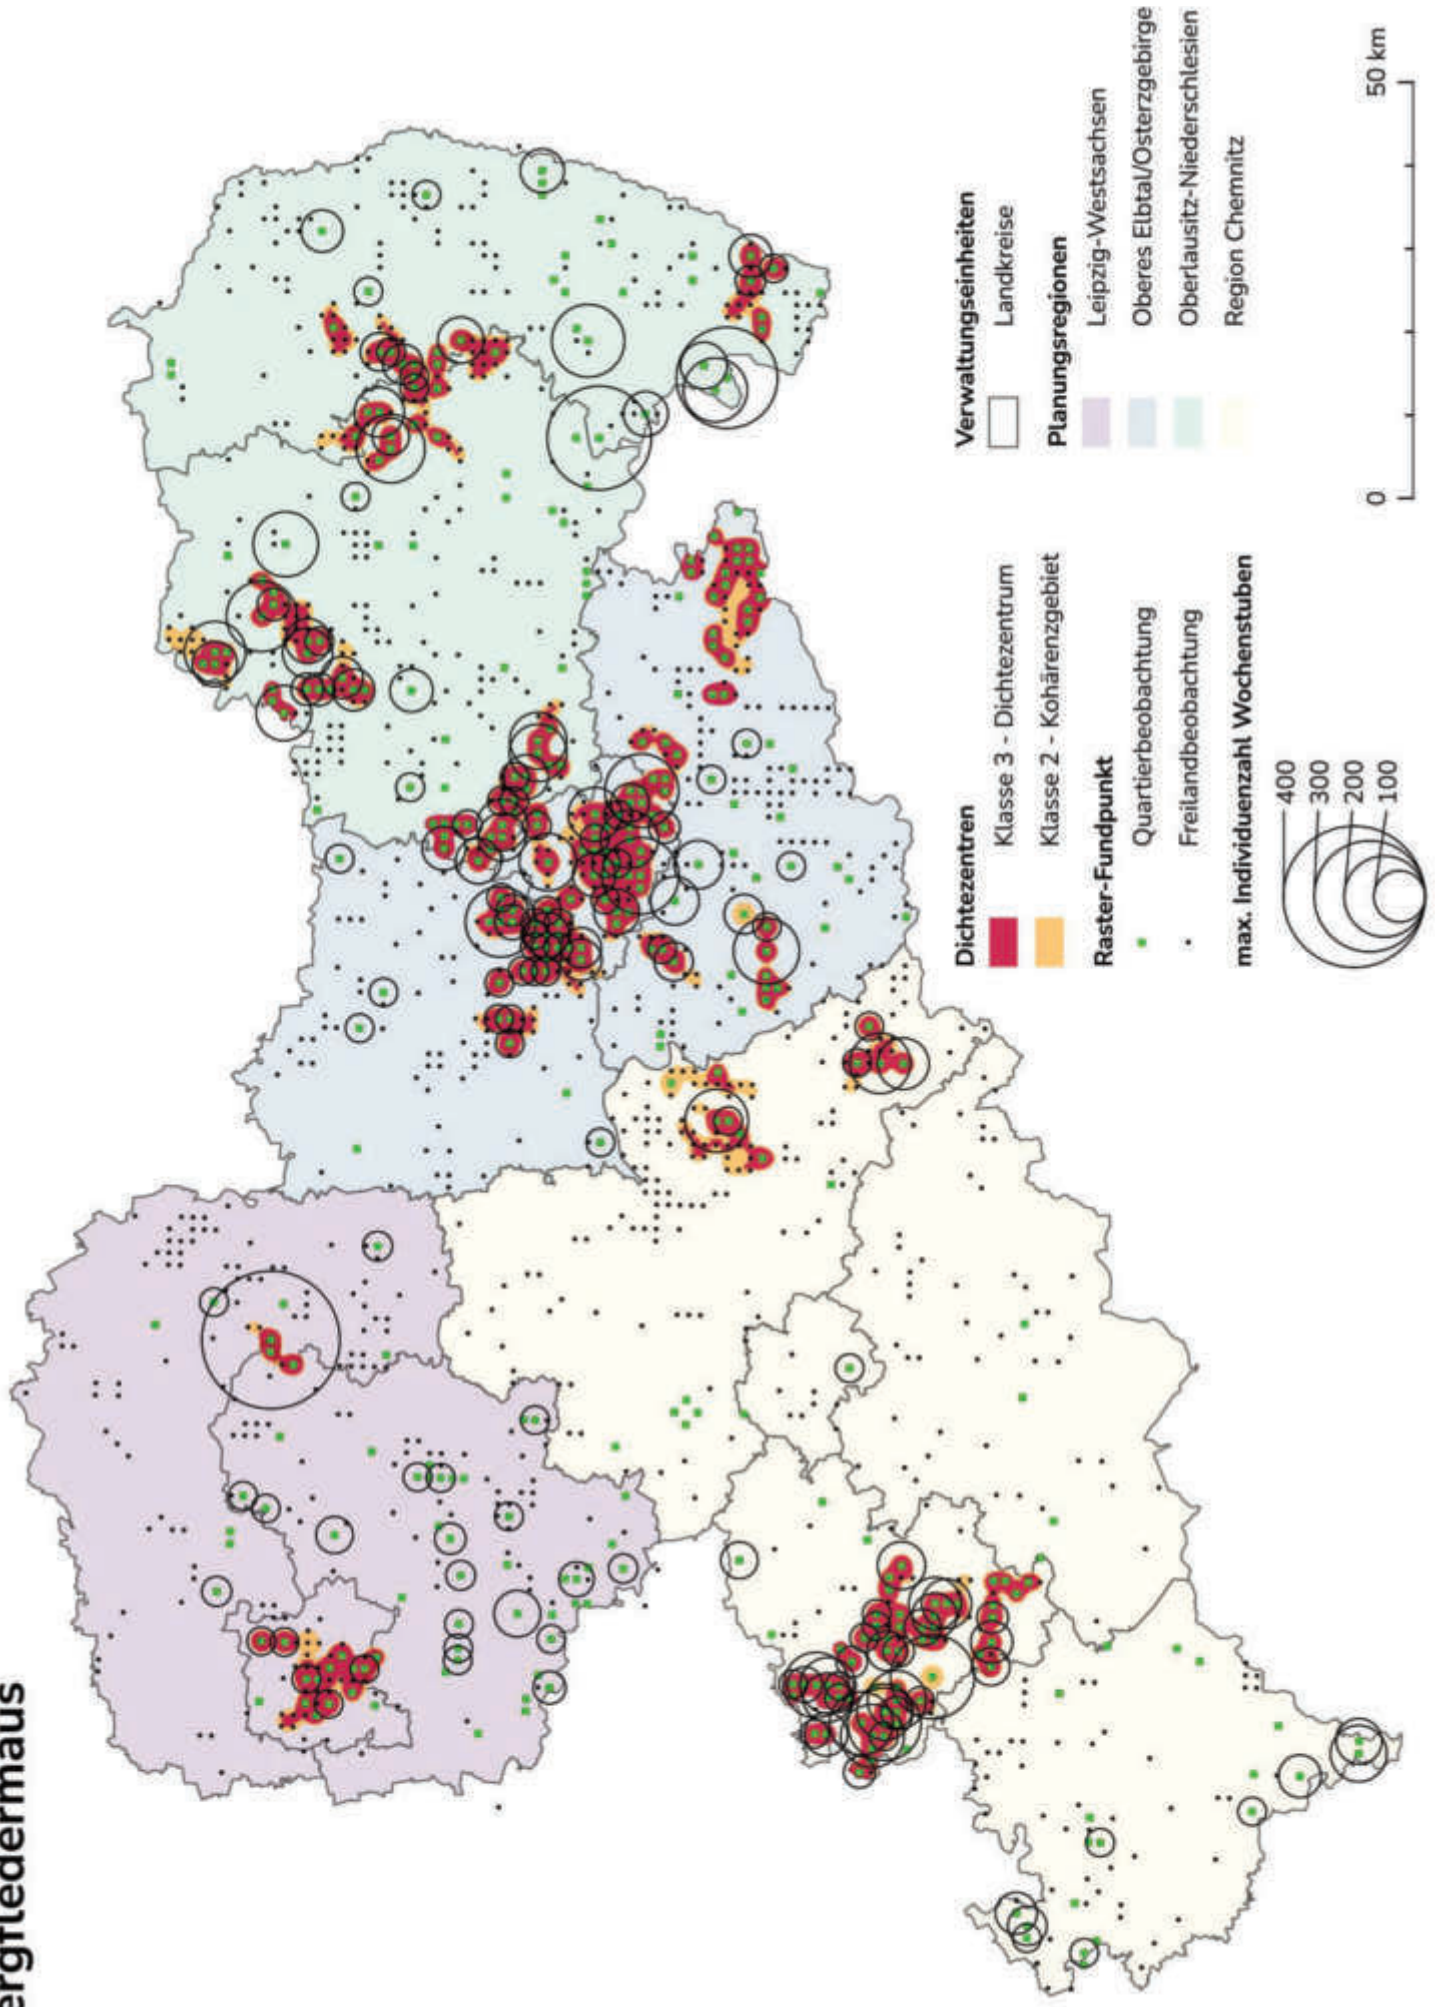 ergfledermaus
Dichtezentren
Klasse 3 - Dichtezentrum
Klasse 2 - Kohärenzgebiet
Raster-Fundpunkt
Quartierbeobachtung
Freilandbeobachtung
max. Individuenzahl Wochenstuben
400
300
200
100
Verwaltungseinheiten
Landkreise
Planungsregionen
Leipzig-Westsachsen
Oberes Elbtal/Osterzgebirge
Oberlausitz-Niederschlesien
Region Chemnitz
0
50 km